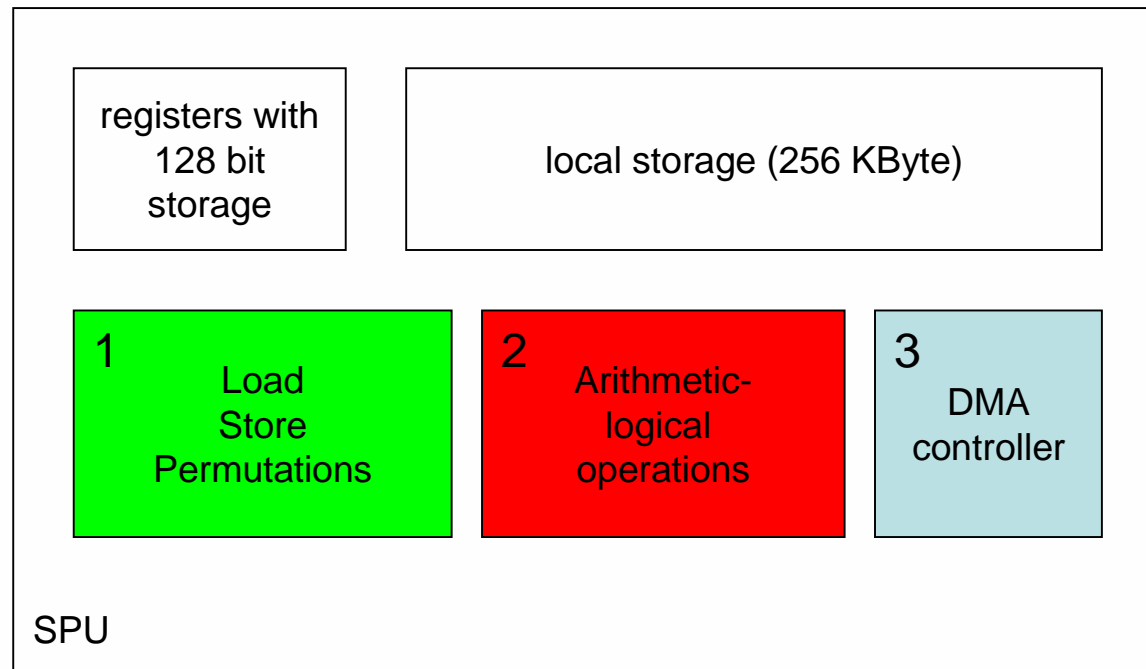 registers with
128 bit
storage
local storage (256 KByte)
1
Load
Store
Permutations
2
Arithmetic-
logical
operations
3
DMA
controller
SPU